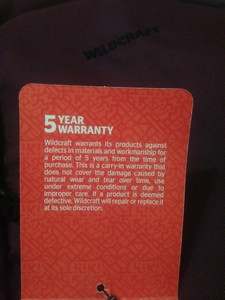 WILDCRAFT
5 YEAR
WARRANTY
Wildcraft warrants its products against
defects in materials and workmanship for
a period of 5 years from the time of
purchase. This is a carry-in warranty that
does not cover the damage caused by
natural wear and tear over time, use
under extreme conditions or due to
improper care. If a product is deemed
defective, Wildcraft will repair or replace it
at its sole discretion.